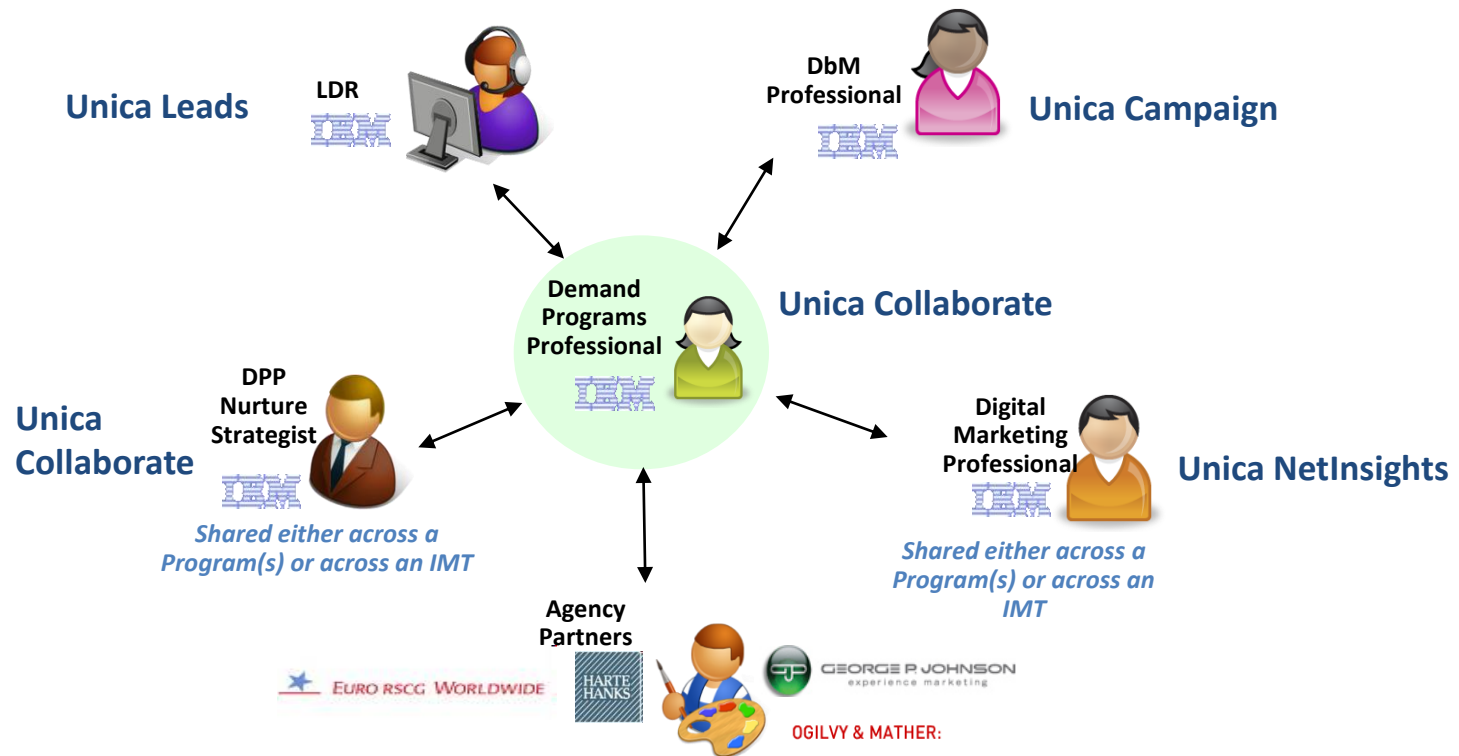 Unica Leads
LDR
IBM
DbM
Professional
IBM
Unica Campaign
Demand
Programs
Professional
IBM
Unica Collaborate
DPP
Nurture
Strategist
IBM
Unica
Collaborate
Shared either across a
Program(s) or across an IMT
Digital
Marketing
Professional
IBM
Unica NetInsights
Shared either across a
Program(s) or across an
IMT
Agency
Partners
EURO RSCG WORLDWIDE
HARTE
HANKS
GJP
GEORGE P. JOHNSON
experience marketing
OGILVY & MATHER: